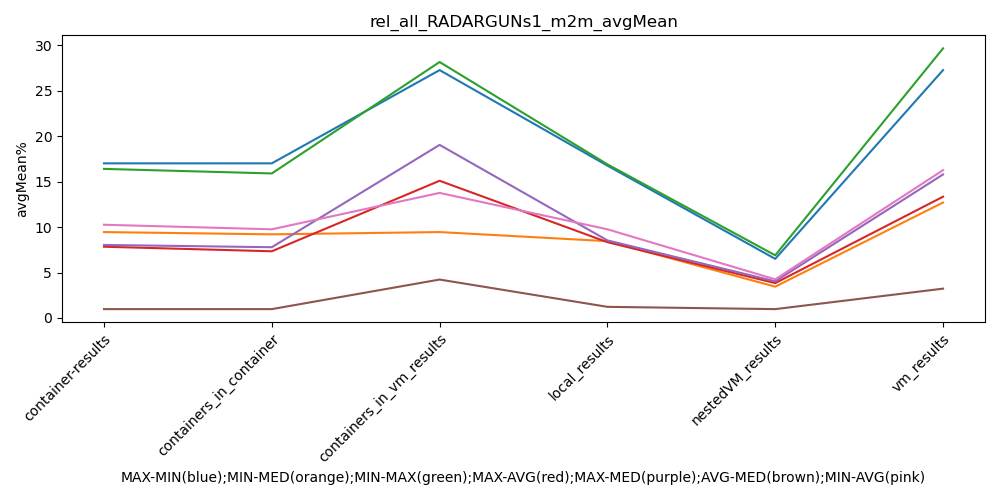 rel_all_RADARGUNs1_m2m_avgMean
avgMean%
30
25
20
15
10
5
0
container-results
containers_in_container
containers_in_vm_results
local_results
nestedVM_results
vm_results
MAX-MIN(blue);MIN-MED(orange);MIN-MAX(green);MAX-AVG(red);MAX-MED(purple);AVG-MED(brown);MIN-AVG(pink)